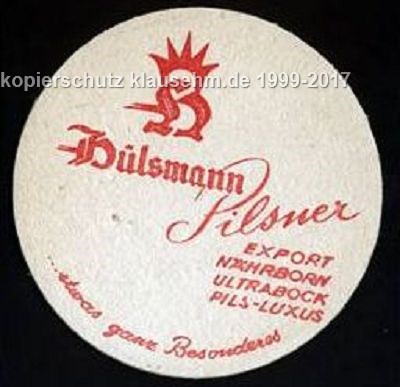 kopierschutz klausehm.de 1999-2017
Hülsmann
Pilsner
EXPORT
NÄHRBORN
ULTRABOCK
PILS-LUXUS
...etwas ganz Besonderes